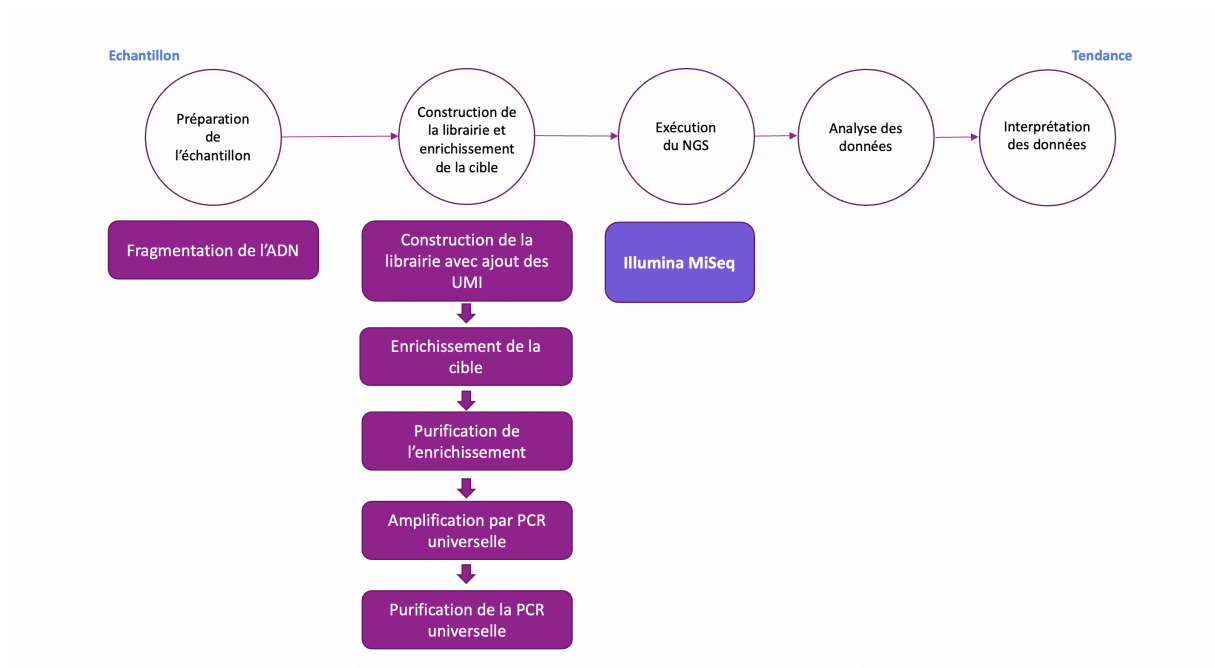 Echantillon
Tendance
Préparation
de
l'échantillon
Construction de
la librairie et
enrichissement
de la cible
Exécution
du NGS
Analyse des
données
Interprétation
des données
Fragmentation de l'ADN
Construction de la
librairie avec ajout des
UMI
Illumina MiSeq
Enrichissement de la
cible
Purification de
l'enrichissement
Amplification par PCR
universelle
Purification de la PCR
universelle